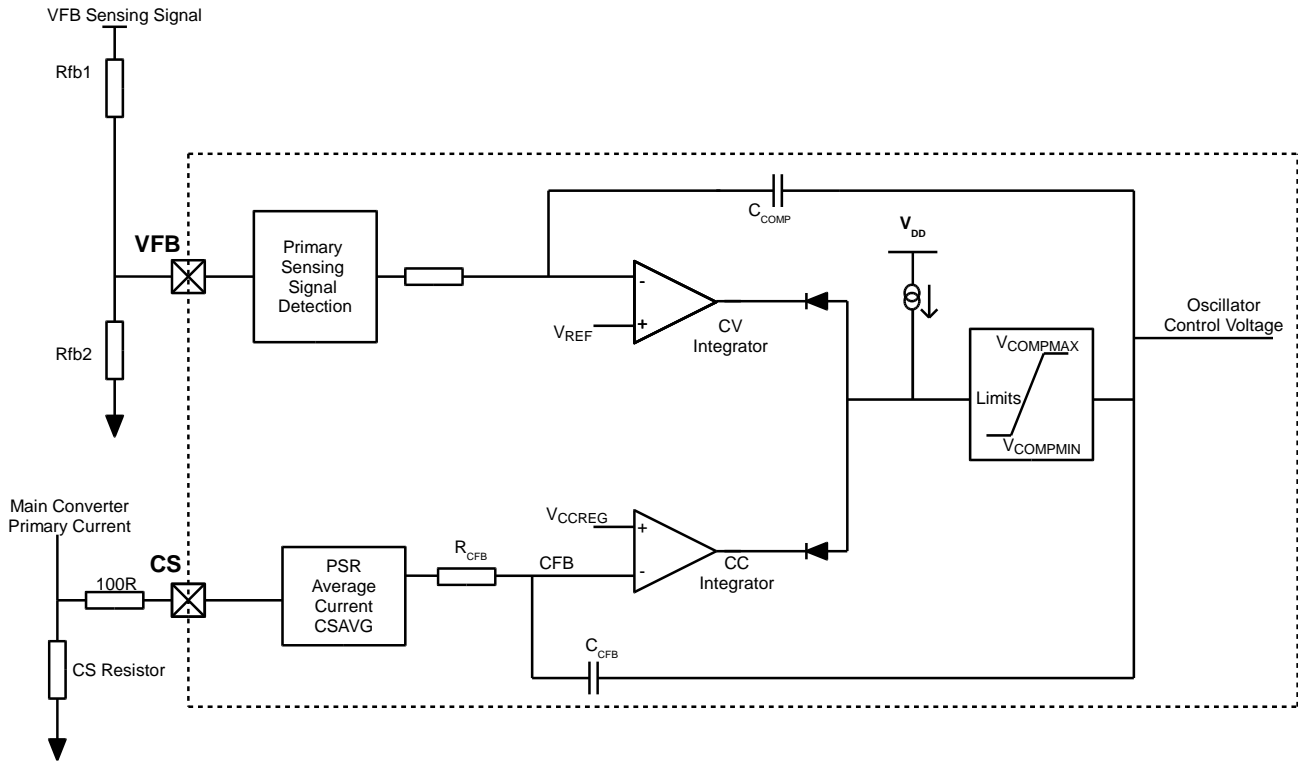 VFB Sensing Signal
Rfb1
VFB
Rfb2
Primary
Sensing
Signal
Detection
C_COMP
-
+
V_REF
CV
Integrator
V_DD
Oscillator
Control Voltage
V_COMPMAX
Limits
V_COMPMIN
Main Converter
Primary Current
100R
CS
CS Resistor
PSR
Average
Current
CSAVG
R_CFB
CFB
V_CCREG
+
-
CC
Integrator
C_CFB